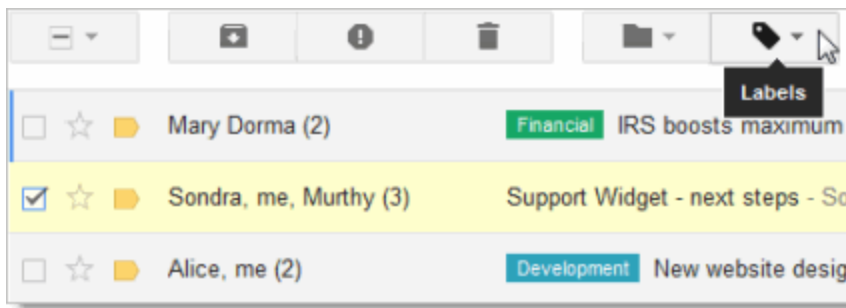 Labels
Mary Dorma (2) Financial IRS boosts maximum
Sondra, me, Murthy (3) Support Widget - next steps - So
Alice, me (2) Development New website desig